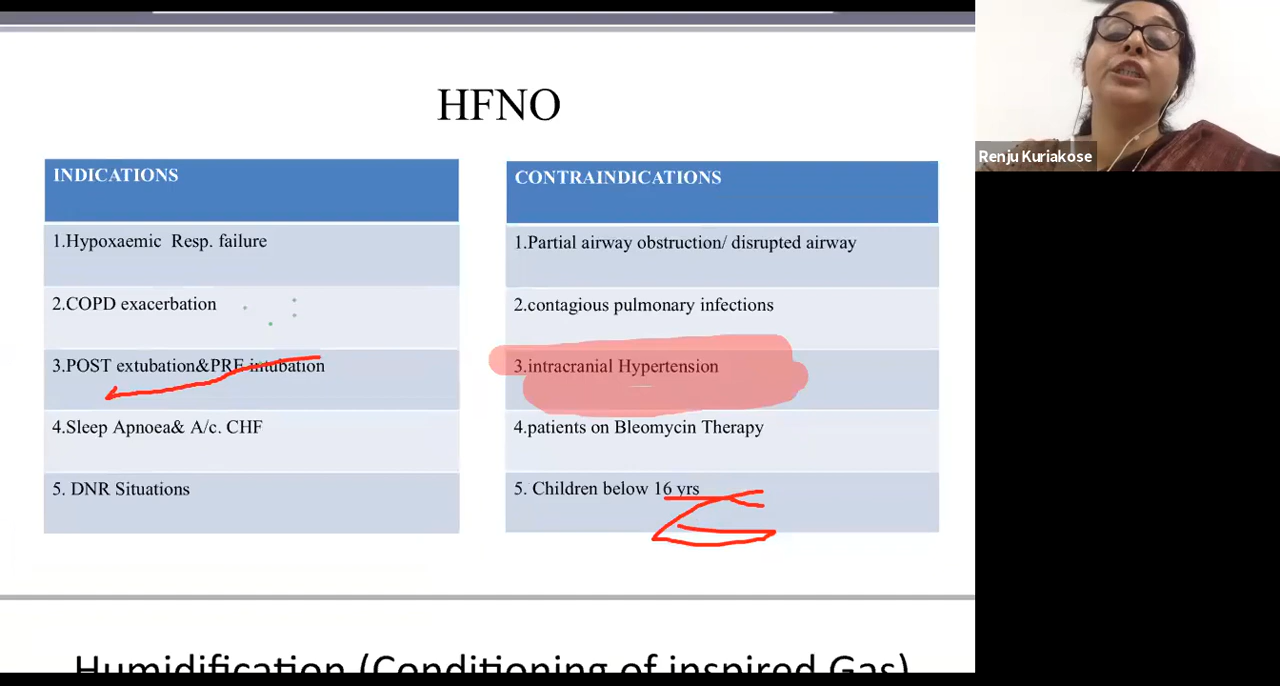 HFNO
INDICATIONS
1.Hypoxaemic Resp. failure
2.COPD exacerbation
3.POST extubation&PRE intubation
4.Sleep Apnoea& A/c. CHF
5. DNR Situations
CONTRAINDICATIONS
1.Partial airway obstruction/ disrupted airway
2.contagious pulmonary infections
3.intracranial Hypertension
4.patients on Bleomycin Therapy
5. Children below 16 yrs
Humidification (Conditioning of inspired Gas)
Renju Kuriakose